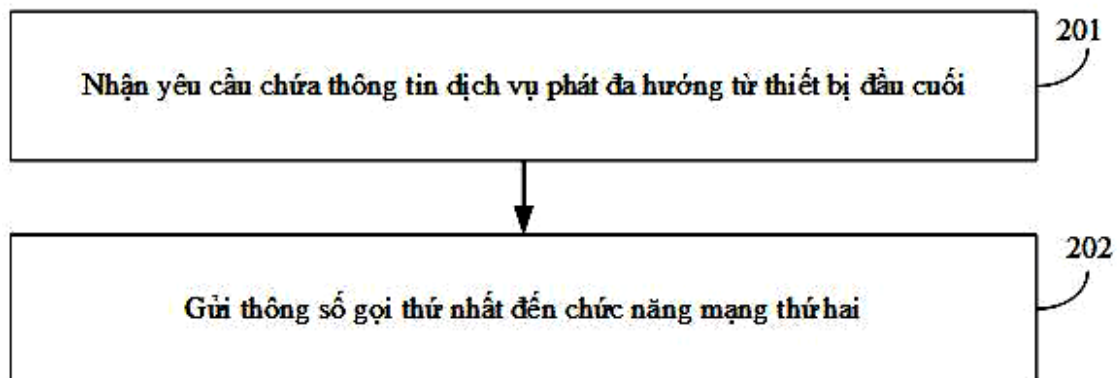 201
Nhận yêu cầu chứa thông tin dịch vụ phát đa hướng từ thiết bị đầu cuối
202
Gửi thông số gọi thứ nhất đến chức năng mạng thứ hai